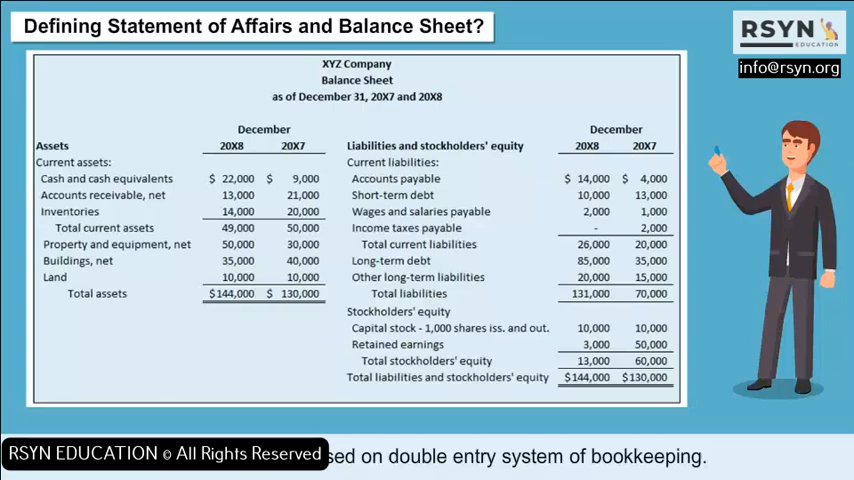 Defining Statement of Affairs and Balance Sheet?
RSYN
EDUCATION
info@rsyn.org
XYZ Company
Balance Sheet
as of December 31, 20X7 and 20X8
December December
Assets 20X8 20X7 Liabilities and stockholders' equity 20X8 20X7
Current assets: Current liabilities:
Cash and cash equivalents $ 22,000 $ 9,000 Accounts payable $ 14,000 $ 4,000
Accounts receivable, net 13,000 21,000 Short-term debt 10,000 13,000
Inventories 14,000 20,000 Wages and salaries payable 2,000 1,000
Total current assets 49,000 50,000 Income taxes payable - 2,000
Property and equipment, net 50,000 30,000 Total current liabilities 26,000 20,000
Buildings, net 35,000 40,000 Long-term debt 85,000 35,000
Land 10,000 10,000 Other long-term liabilities 20,000 15,000
Total assets $144,000 $ 130,000 Total liabilities 131,000 70,000
Stockholders' equity
Capital stock - 1,000 shares iss. and out. 10,000 10,000
Retained earnings 3,000 50,000
Total stockholders' equity 13,000 60,000
Total liabilities and stockholders' equity $144,000 $130,000
RSYN EDUCATION © All Rights Reserved
on double entry system of bookkeeping.